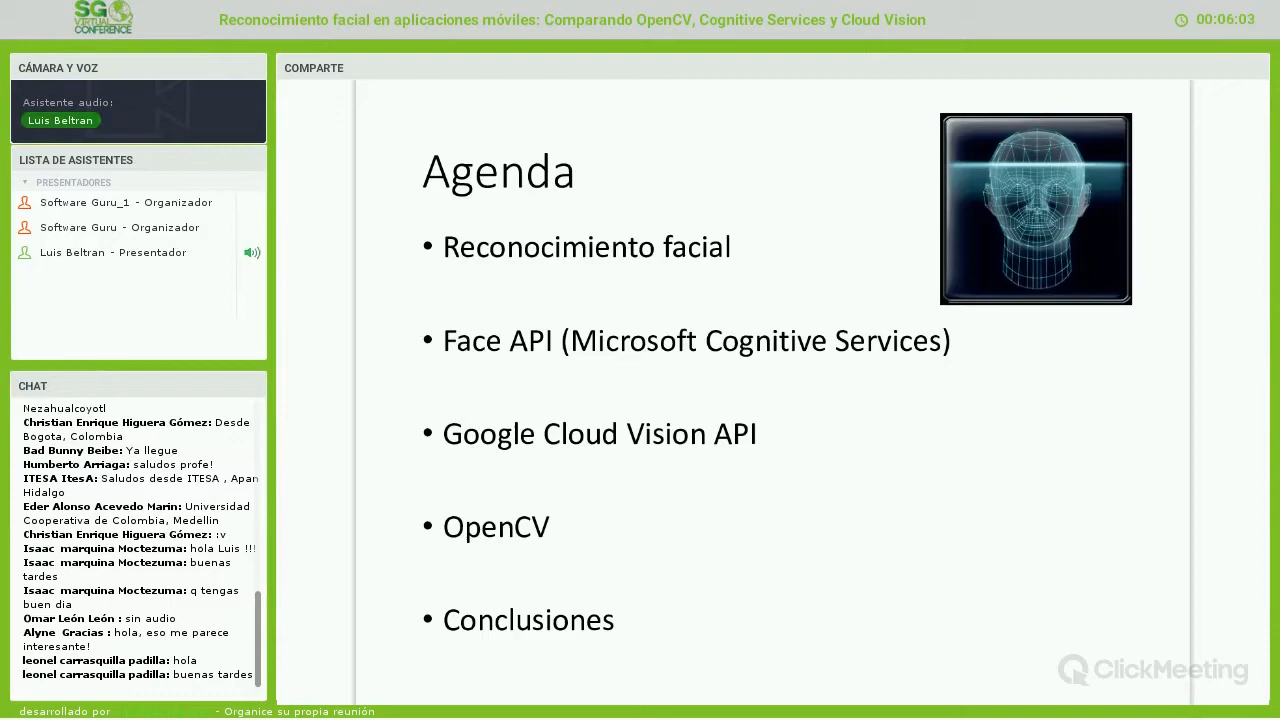 SG
VIRTUAL
CONFERENCE
Reconocimiento facial en aplicaciones móviles: Comparando OpenCV, Cognitive Services y Cloud Vision
00:06:03
CÁMARA Y VOZ
Asistente audio:
Luis Beltran
LISTA DE ASISTENTES
PRESENTADORES
Software Guru_1 - Organizador
Software Guru - Organizador
Luis Beltran - Presentador
CHAT
Nezahualcoyotl
Christian Enrique Higuera Gómez: Desde
Bogota, Colombia
Bad Bunny Beibe: Ya llegue
Humberto Arriaga: saludos profe!
ITESA ItesA: Saludos desde ITESA , Apan
Hidalgo
Eder Alonso Acevedo Marin: Universidad
Cooperativa de Colombia, Medellin
Christian Enrique Higuera Gómez: :v
Isaac marquina Moctezuma: hola Luis !!!
Isaac marquina Moctezuma: buenas
tardes
Isaac marquina Moctezuma: q tengas
buen dia
Omar León León : sin audio
Alyne Gracias : hola, eso me parece
interesante!
leonel carrasquilla padilla: hola
leonel carrasquilla padilla: buenas tardes
desarrollado por - Organice su propia reunión
COMPARTE
Agenda
• Reconocimiento facial
• Face API (Microsoft Cognitive Services)
• Google Cloud Vision API
• OpenCV
• Conclusiones
ClickMeeting